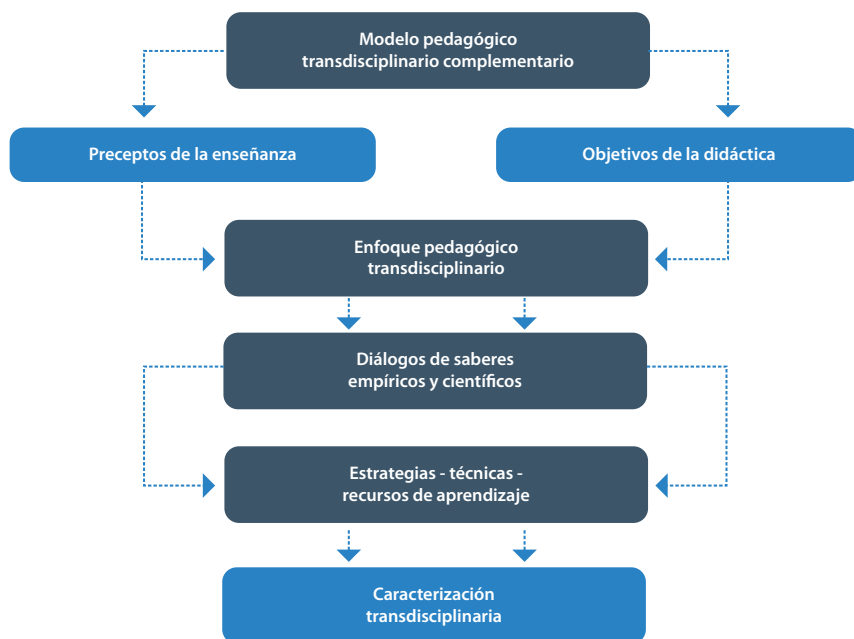 Modelo pedagógico
transdisciplinario complementario
Preceptos de la enseñanza
Objetivos de la didáctica
Enfoque pedagógico
transdisciplinario
Diálogos de saberes
empíricos y científicos
Estrategias - técnicas -
recursos de aprendizaje
Caracterización
transdisciplinaria